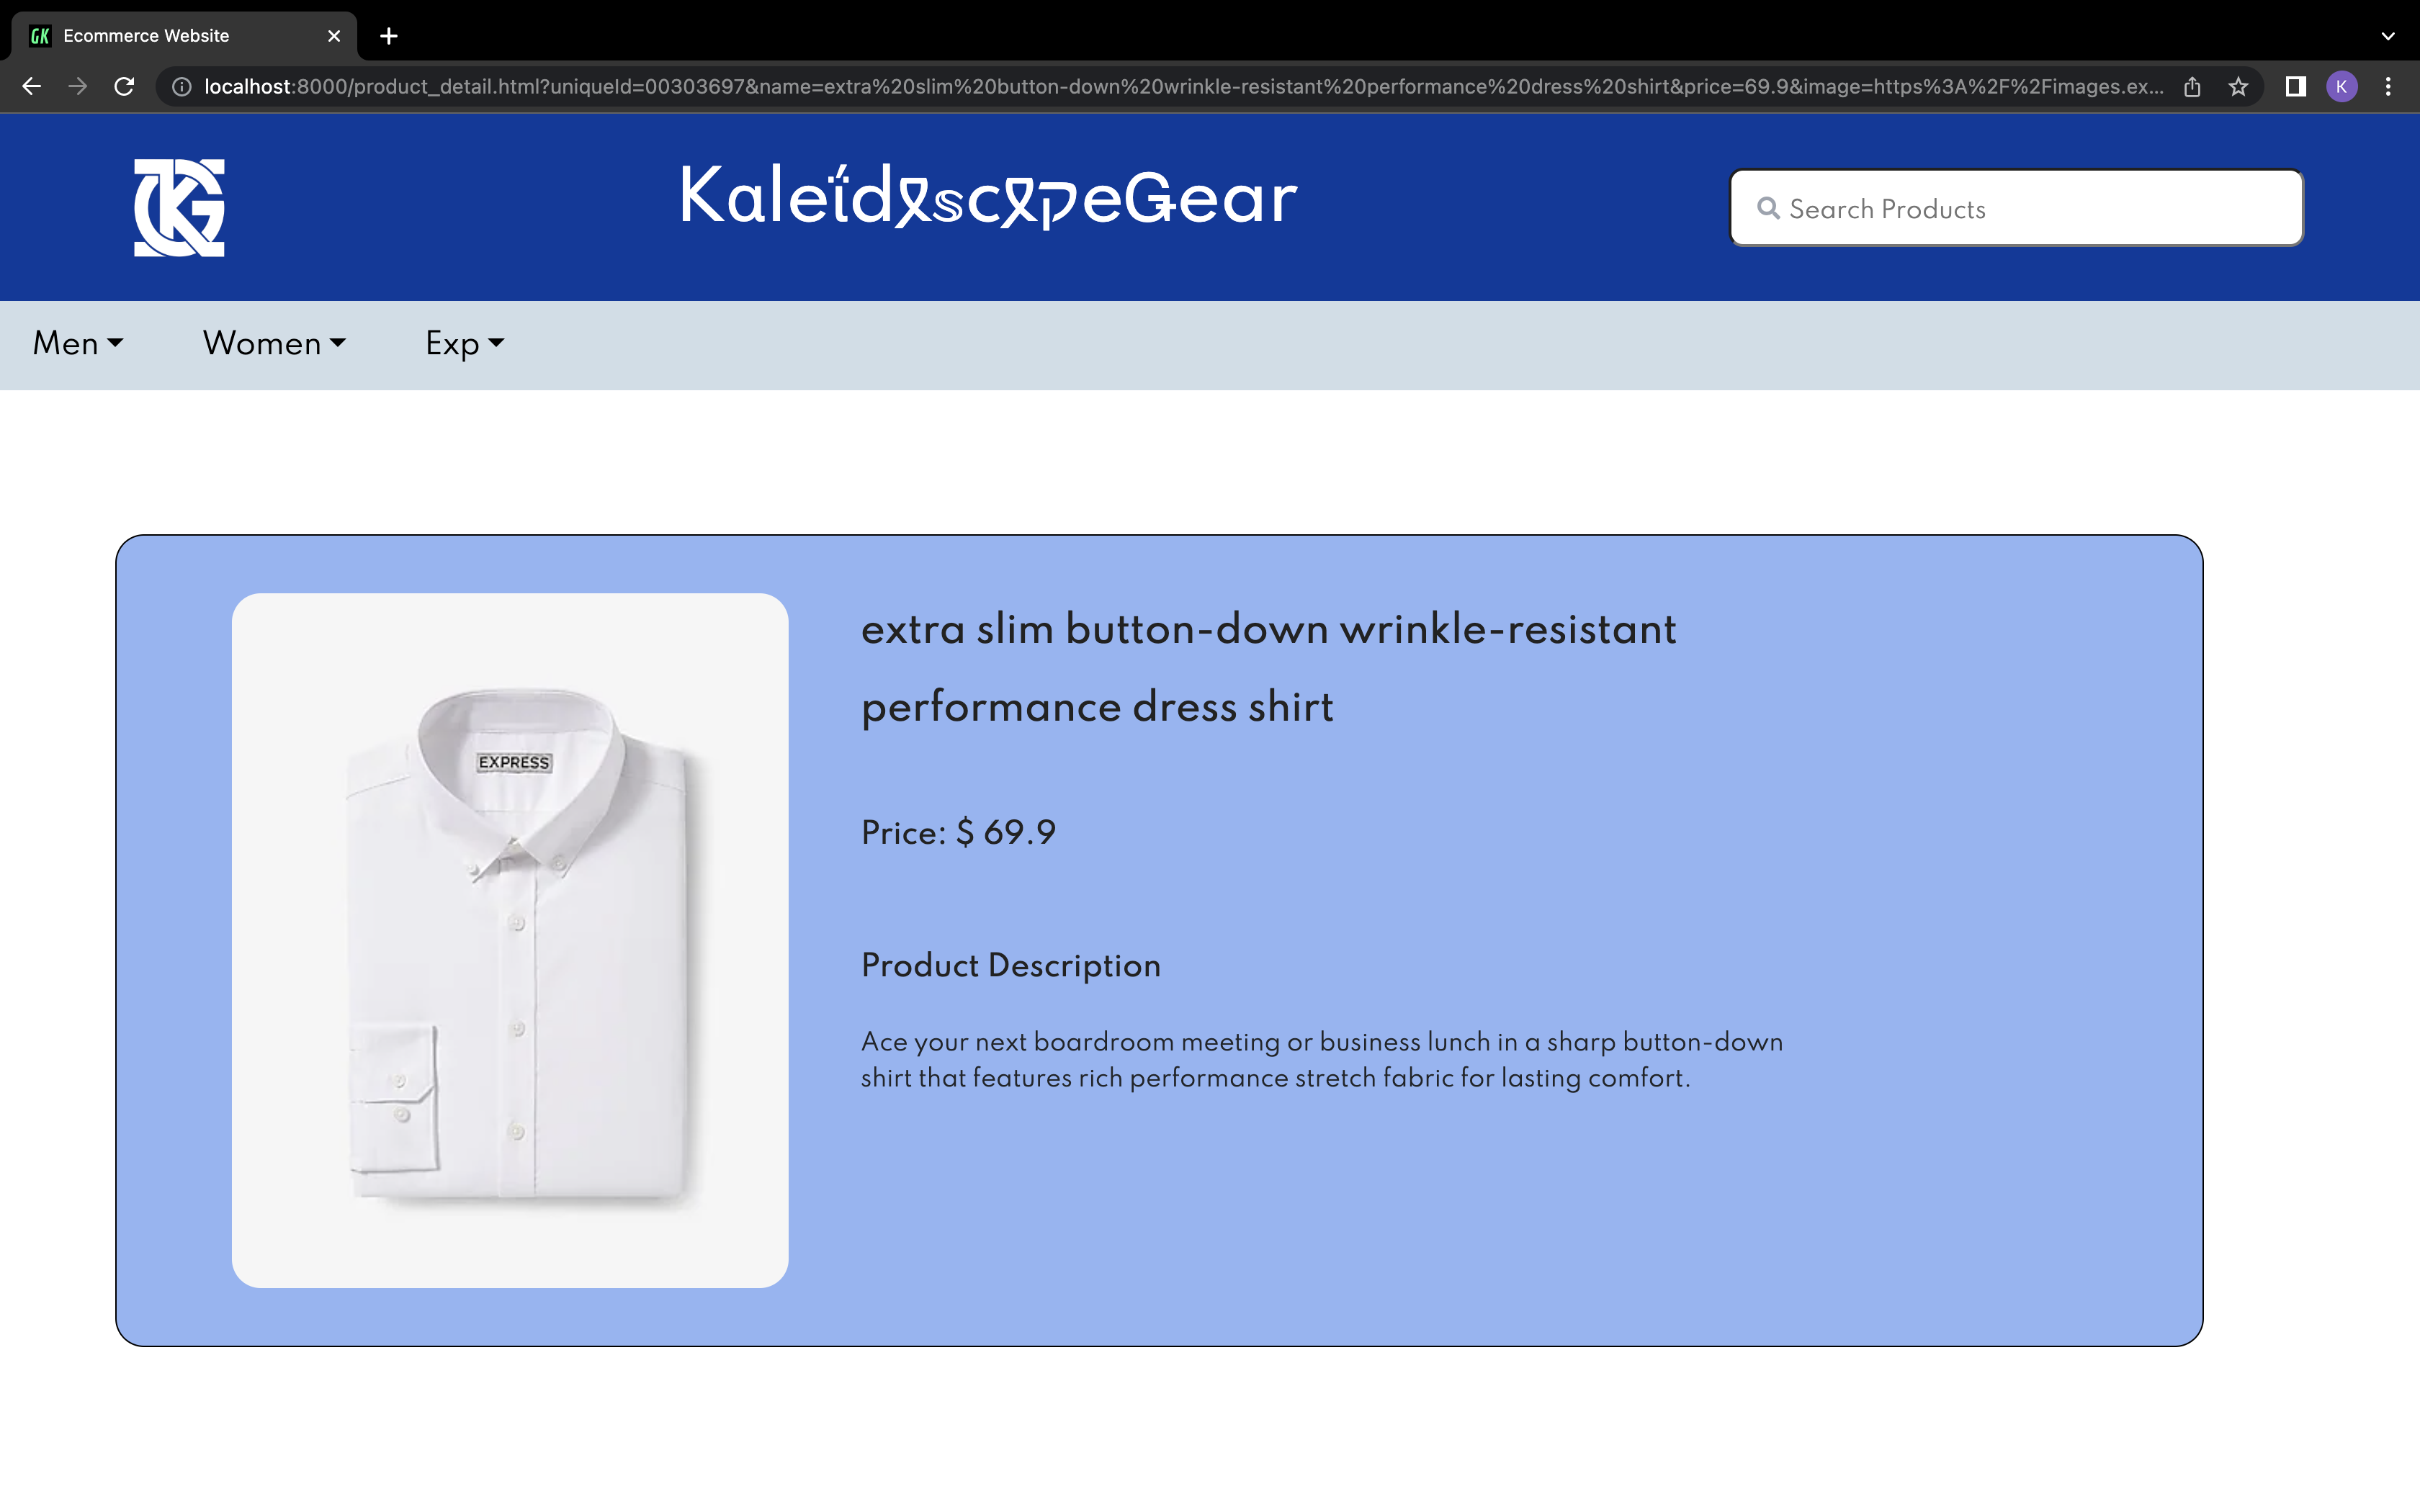 GK Ecommerce Website
localhost:8000/product_detail.html?uniqueId=00303697&name=extra%20slim%20button-down%20wrinkle-resistant%20performance%20dress%20shirt&price=69.9&image=https%3A%2F%2Fimages.ex...
K
KG
KaleidoscopeGear
Search Products
Men
Women
Exp
EXPRESS
extra slim button-down wrinkle-resistant
performance dress shirt
Price: $ 69.9
Product Description
Ace your next boardroom meeting or business lunch in a sharp button-down
shirt that features rich performance stretch fabric for lasting comfort.